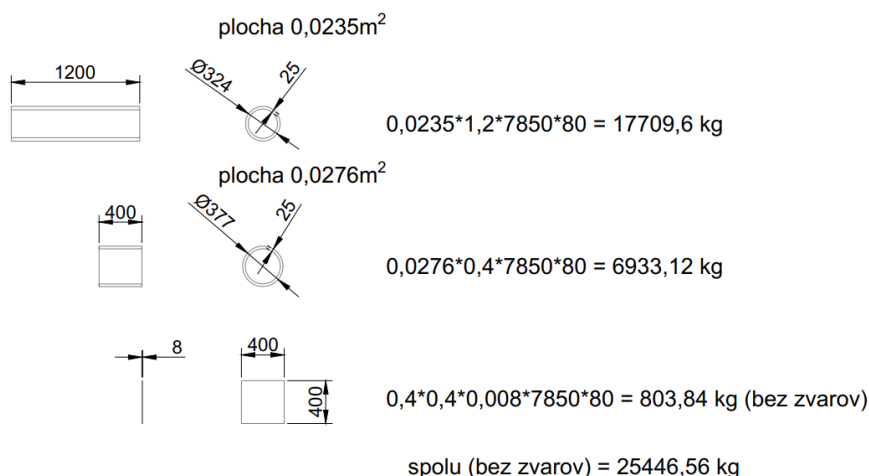 plocha 0,0235m²
1200
Ø324
25
0,0235*1,2*7850*80 = 17709,6 kg
plocha 0,0276m²
400
Ø377
25
0,0276*0,4*7850*80 = 6933,12 kg
8
400
400
0,4*0,4*0,008*7850*80 = 803,84 kg (bez zvarov)
spolu (bez zvarov) = 25446,56 kg